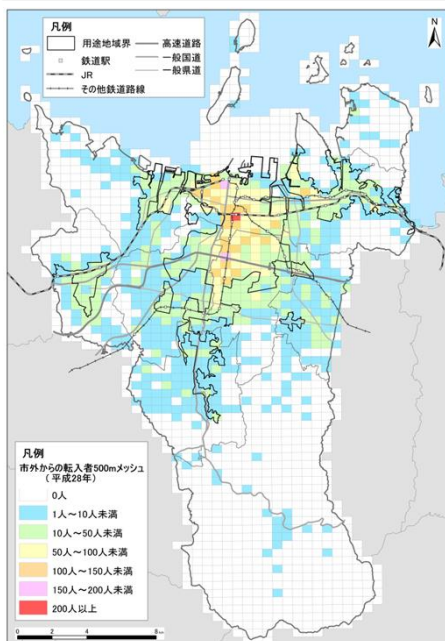 凡例
用途地域界
高速道路
鉄道駅
一般国道
JR
一般県道
その他鉄道路線
N
凡例
市外からの転入者500mメッシュ
(平成28年)
0人
1人~10人未満
10人~50人未満
50人~100人未満
100人~150人未満
150人~200人未満
200人以上
0 2 4 8 km